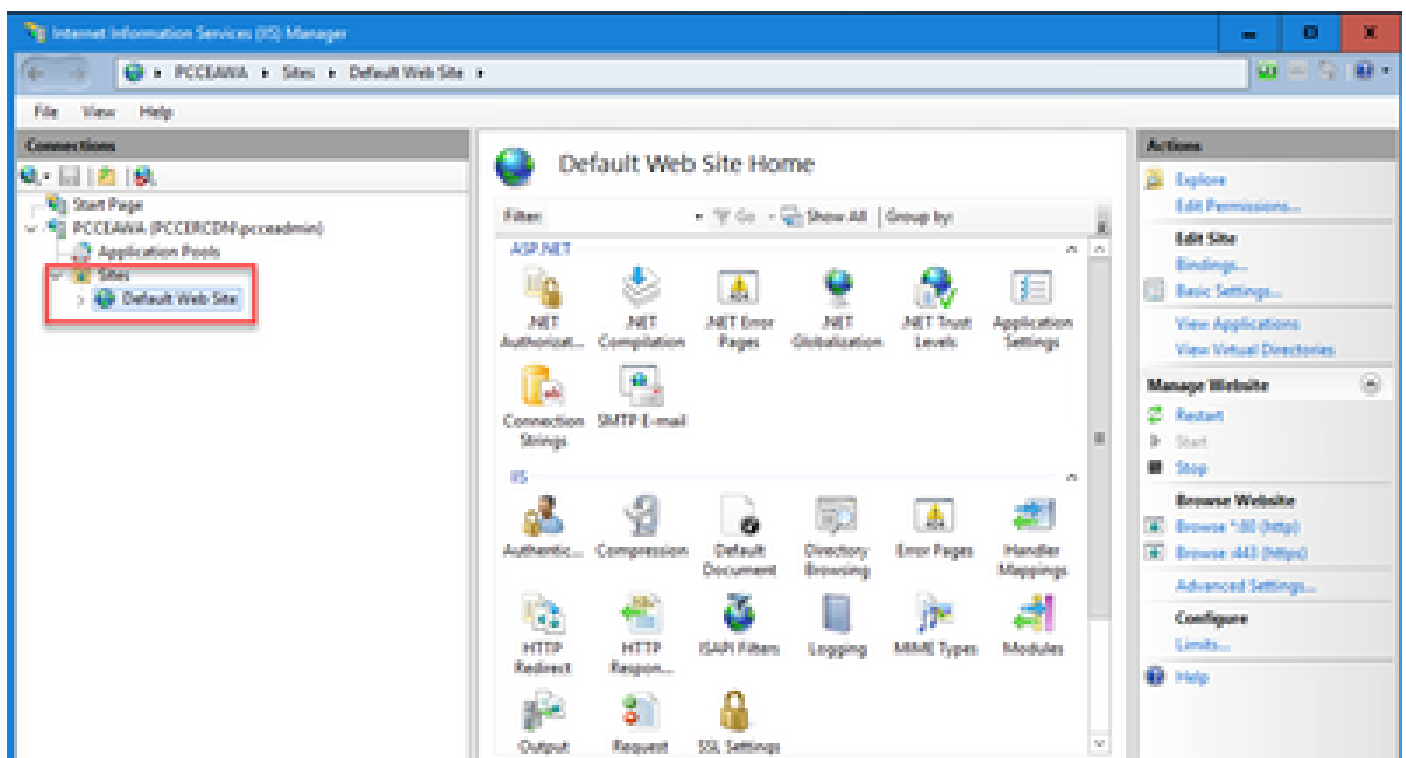 Internet Information Services (IIS) Manager
PCCEAWA Sites Default Web Site
File View Help
Connections
Start Page
PCCEAWA (PCCERCDN\pcceadmin)
Application Pools
Sites
Default Web Site
Default Web Site Home
Filter: Go Show All Group by:
ASP.NET
.NET Authorizat...
.NET Compilation
.NET Error Pages
.NET Globalization
.NET Trust Levels
Application Settings
Connection Strings
SMTP E-mail
IIS
Authentic...
Compression
Default Document
Directory Browsing
Error Pages
Handler Mappings
HTTP Redirect
HTTP Respon...
ISAPI Filters
Logging
MIME Types
Modules
Output
Request
SSL Settings
Actions
Explore
Edit Permissions...
Edit Site
Bindings...
Basic Settings...
View Applications
View Virtual Directories
Manage Website
Restart
Start
Stop
Browse Website
Browse *:80 (http)
Browse :443 (https)
Advanced Settings...
Configure
Limits...
Help